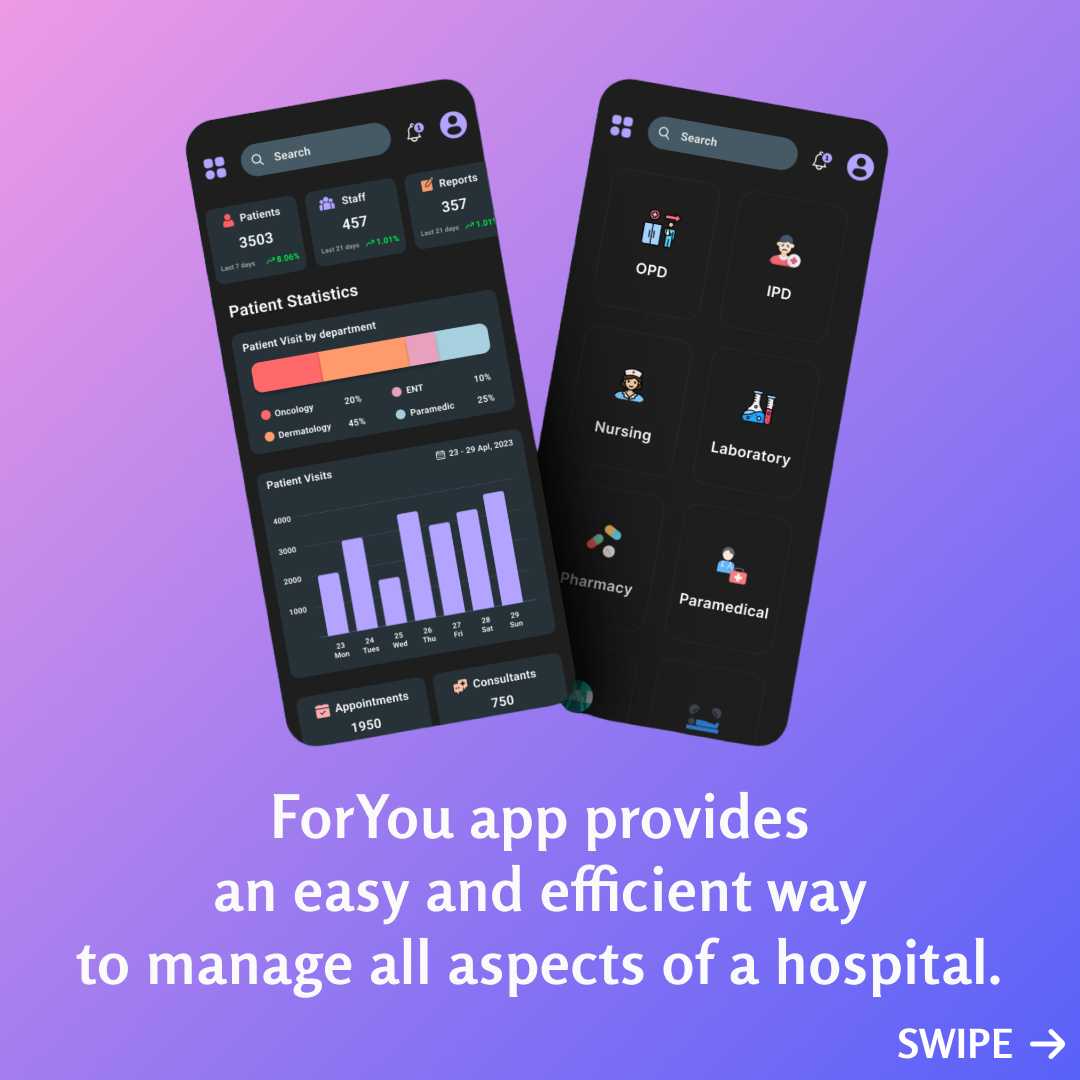 Search
1
Patients
3503
Last 7 days 8.06%
Staff
457
Last 21 days 1.01%
Reports
357
Last 21 days 1.01%
Patient Statistics
Patient Visit by department
Oncology 20%
ENT 10%
Dermatology 45%
Paramedic 25%
Patient Visits
23 - 29 Apl, 2023
4000
3000
2000
1000
23 24 25 26 27 28 29
Mon Tues Wed Thu Fri Sat Sun
Appointments
1950
Consultants
750
Search
1
OPD
IPD
Nursing
Laboratory
Pharmacy
Paramedical
ForYou app provides
an easy and efficient way
to manage all aspects of a hospital.
SWIPE →